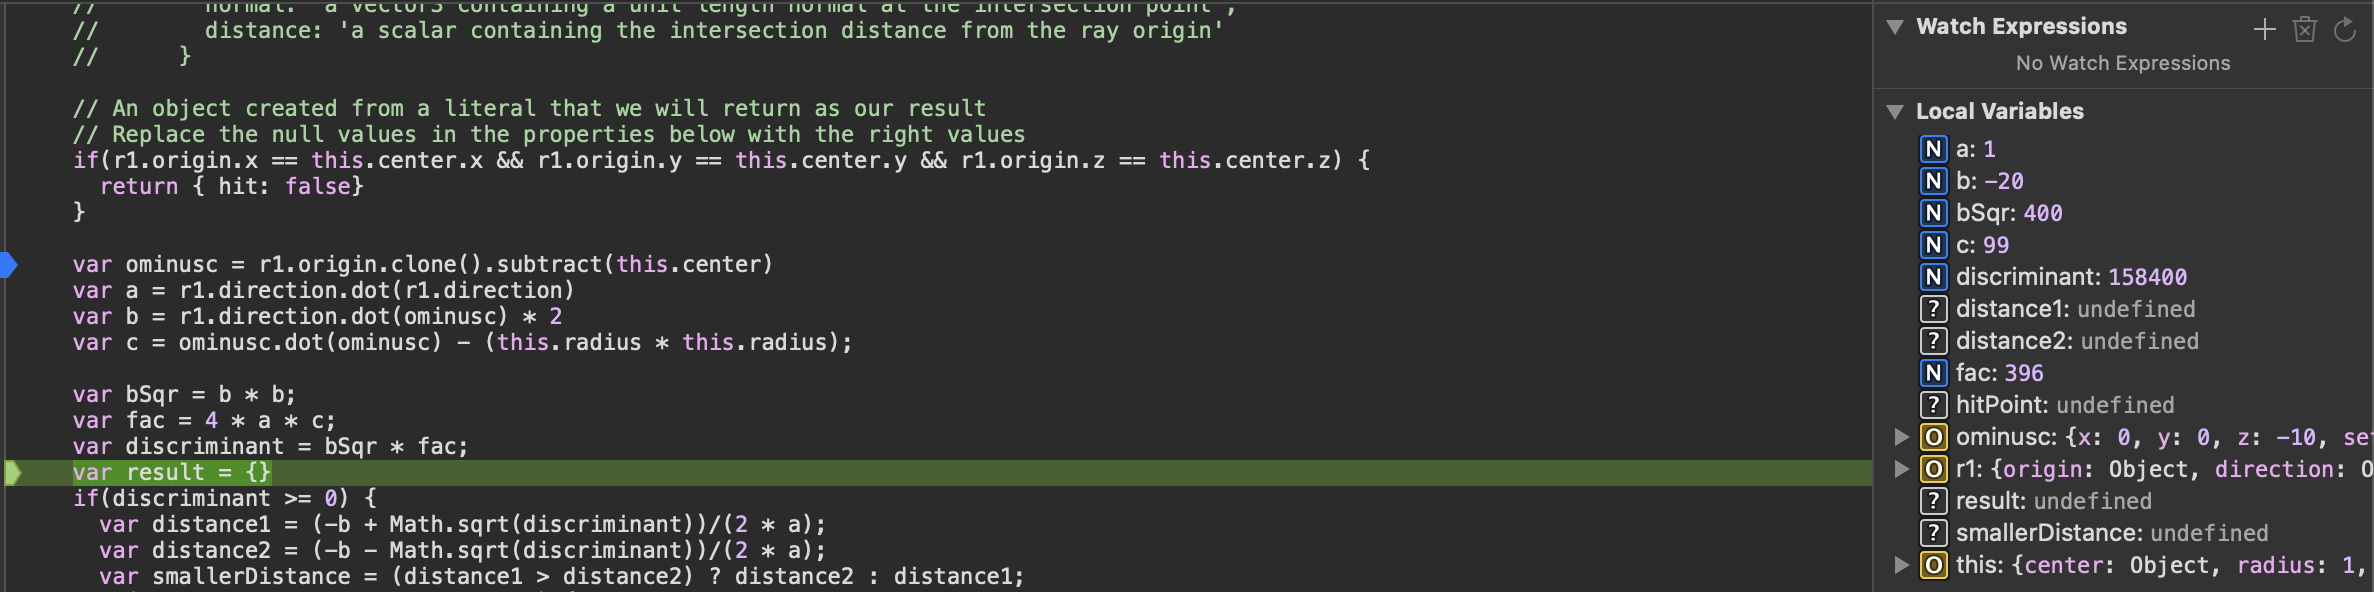 //        normal: 'a vector3 containing a unit length normal at the intersection point',
//        distance: 'a scalar containing the intersection distance from the ray origin'
//      }
// An object created from a literal that we will return as our result
// Replace the null values in the properties below with the right values
if(r1.origin.x == this.center.x && r1.origin.y == this.center.y && r1.origin.z == this.center.z) {
  return { hit: false}
}
var ominusc = r1.origin.clone().subtract(this.center)
var a = r1.direction.dot(r1.direction)
var b = r1.direction.dot(ominusc) * 2
var c = ominusc.dot(ominusc) - (this.radius * this.radius);
var bSqr = b * b;
var fac = 4 * a * c;
var discriminant = bSqr * fac;
var result = {}
if(discriminant >= 0) {
  var distance1 = (-b + Math.sqrt(discriminant))/(2 * a);
  var distance2 = (-b - Math.sqrt(discriminant))/(2 * a);
  var smallerDistance = (distance1 > distance2) ? distance2 : distance1;
Watch Expressions
No Watch Expressions
Local Variables
N a: 1
N b: -20
N bSqr: 400
N c: 99
N discriminant: 158400
? distance1: undefined
? distance2: undefined
N fac: 396
? hitPoint: undefined
O ominusc: {x: 0, y: 0, z: -10, se
O r1: {origin: Object, direction: O
? result: undefined
? smallerDistance: undefined
O this: {center: Object, radius: 1,